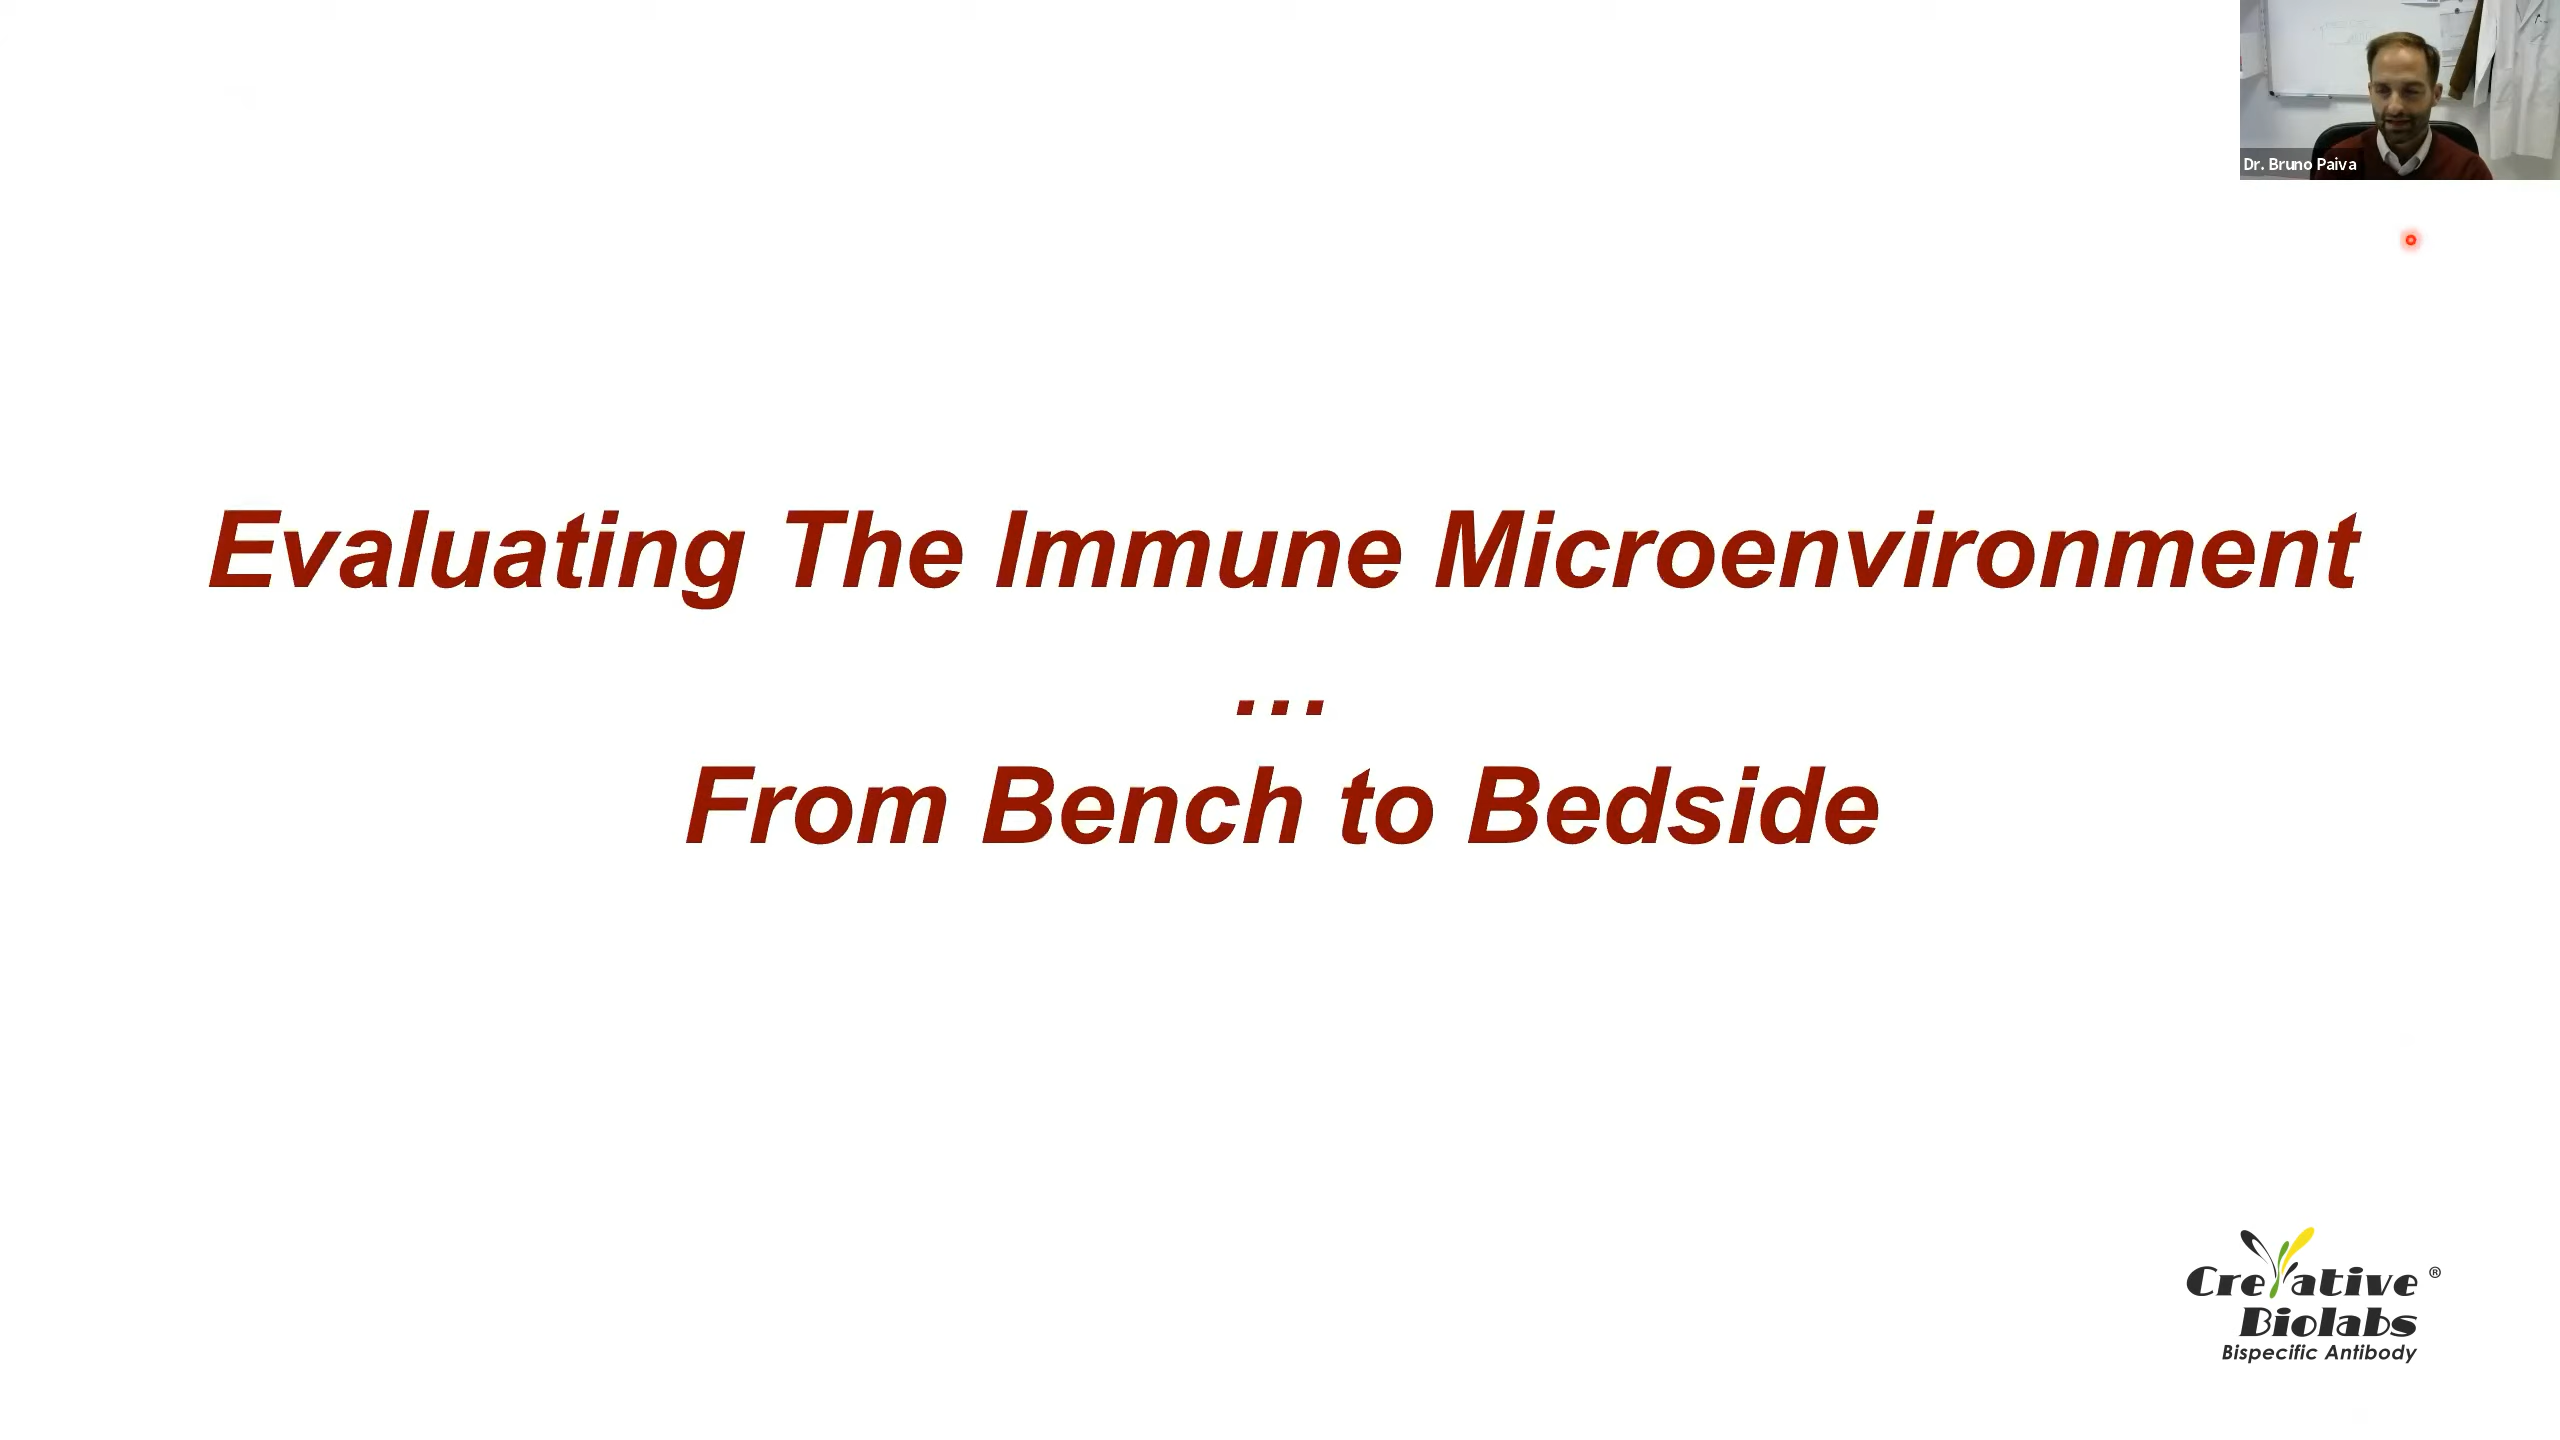 Dr. Bruno Paiva
Evaluating The Immune Microenvironment
...
From Bench to Bedside
Creative ®
Biolabs
Bispecific Antibody